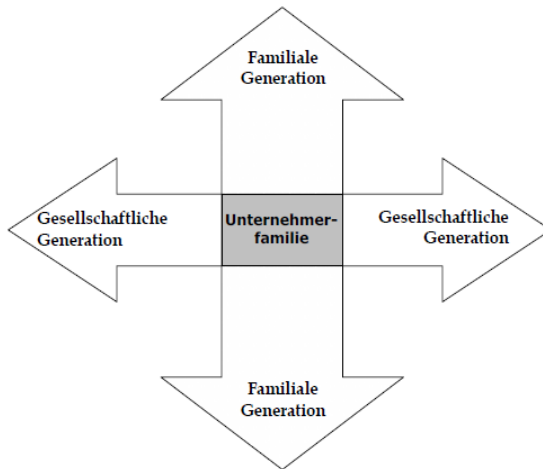 Familiale
Generation
Gesellschaftliche
Generation
Unternehmer-
familie
Gesellschaftliche
Generation
Familiale
Generation